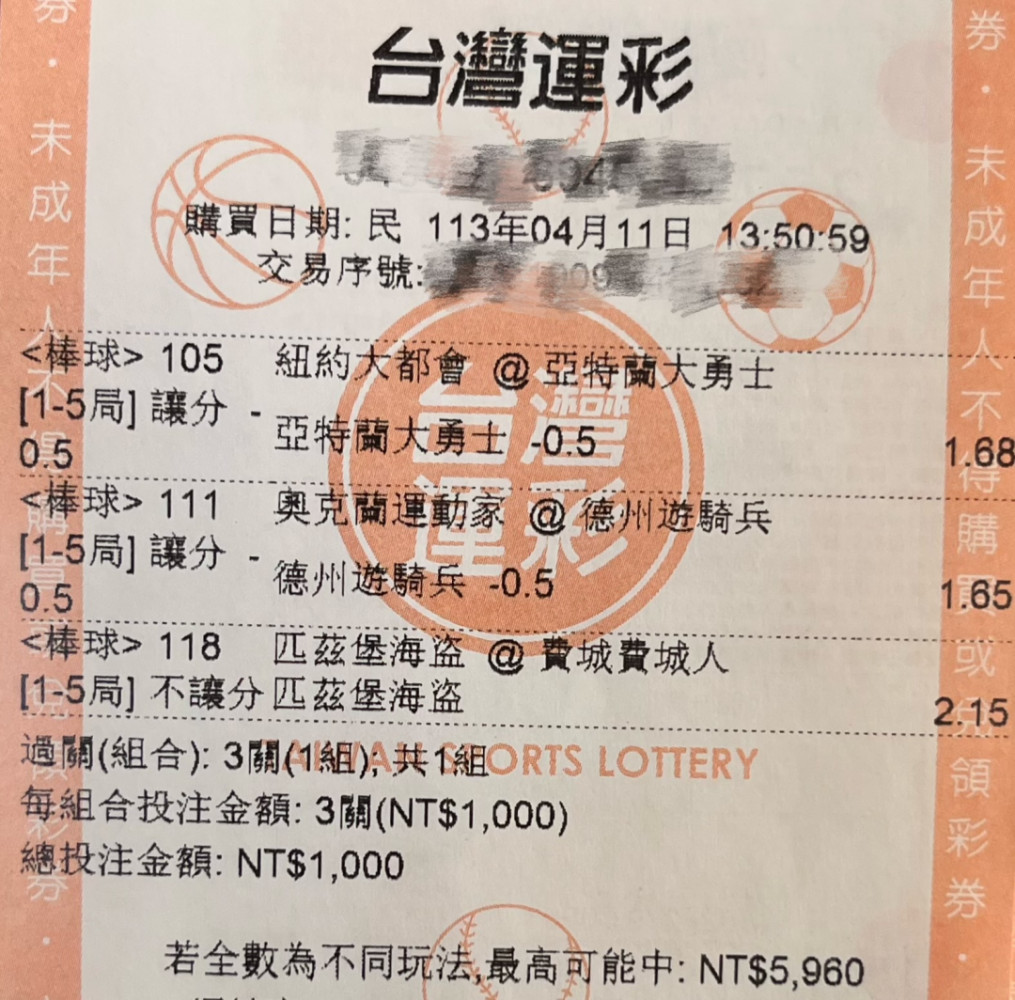 台灣運彩
購買日期: 民 113年04月11日 13:50:59
交易序號:
<棒球> 105 紐約大都會 @ 亞特蘭大勇士
[1-5局] 讓分 -
0.5 亞特蘭大勇士 -0.5 1.68
<棒球> 111 奧克蘭運動家 @ 德州遊騎兵
[1-5局] 讓分 -
0.5 德州遊騎兵 -0.5 1.65
<棒球> 118 匹茲堡海盜 @ 費城費城人
[1-5局] 不讓分 匹茲堡海盜 2.15
過關(組合): 3關(1組); 共1組
每組合投注金額: 3關(NT$1,000)
總投注金額: NT$1,000
若全數為不同玩法,最高可能中: NT$5,960
台灣運彩
TAIWAN SPORTS LOTTERY
券・未成年人不得購買或兌領彩券・
券・未成年人不得購買或兌領彩券・